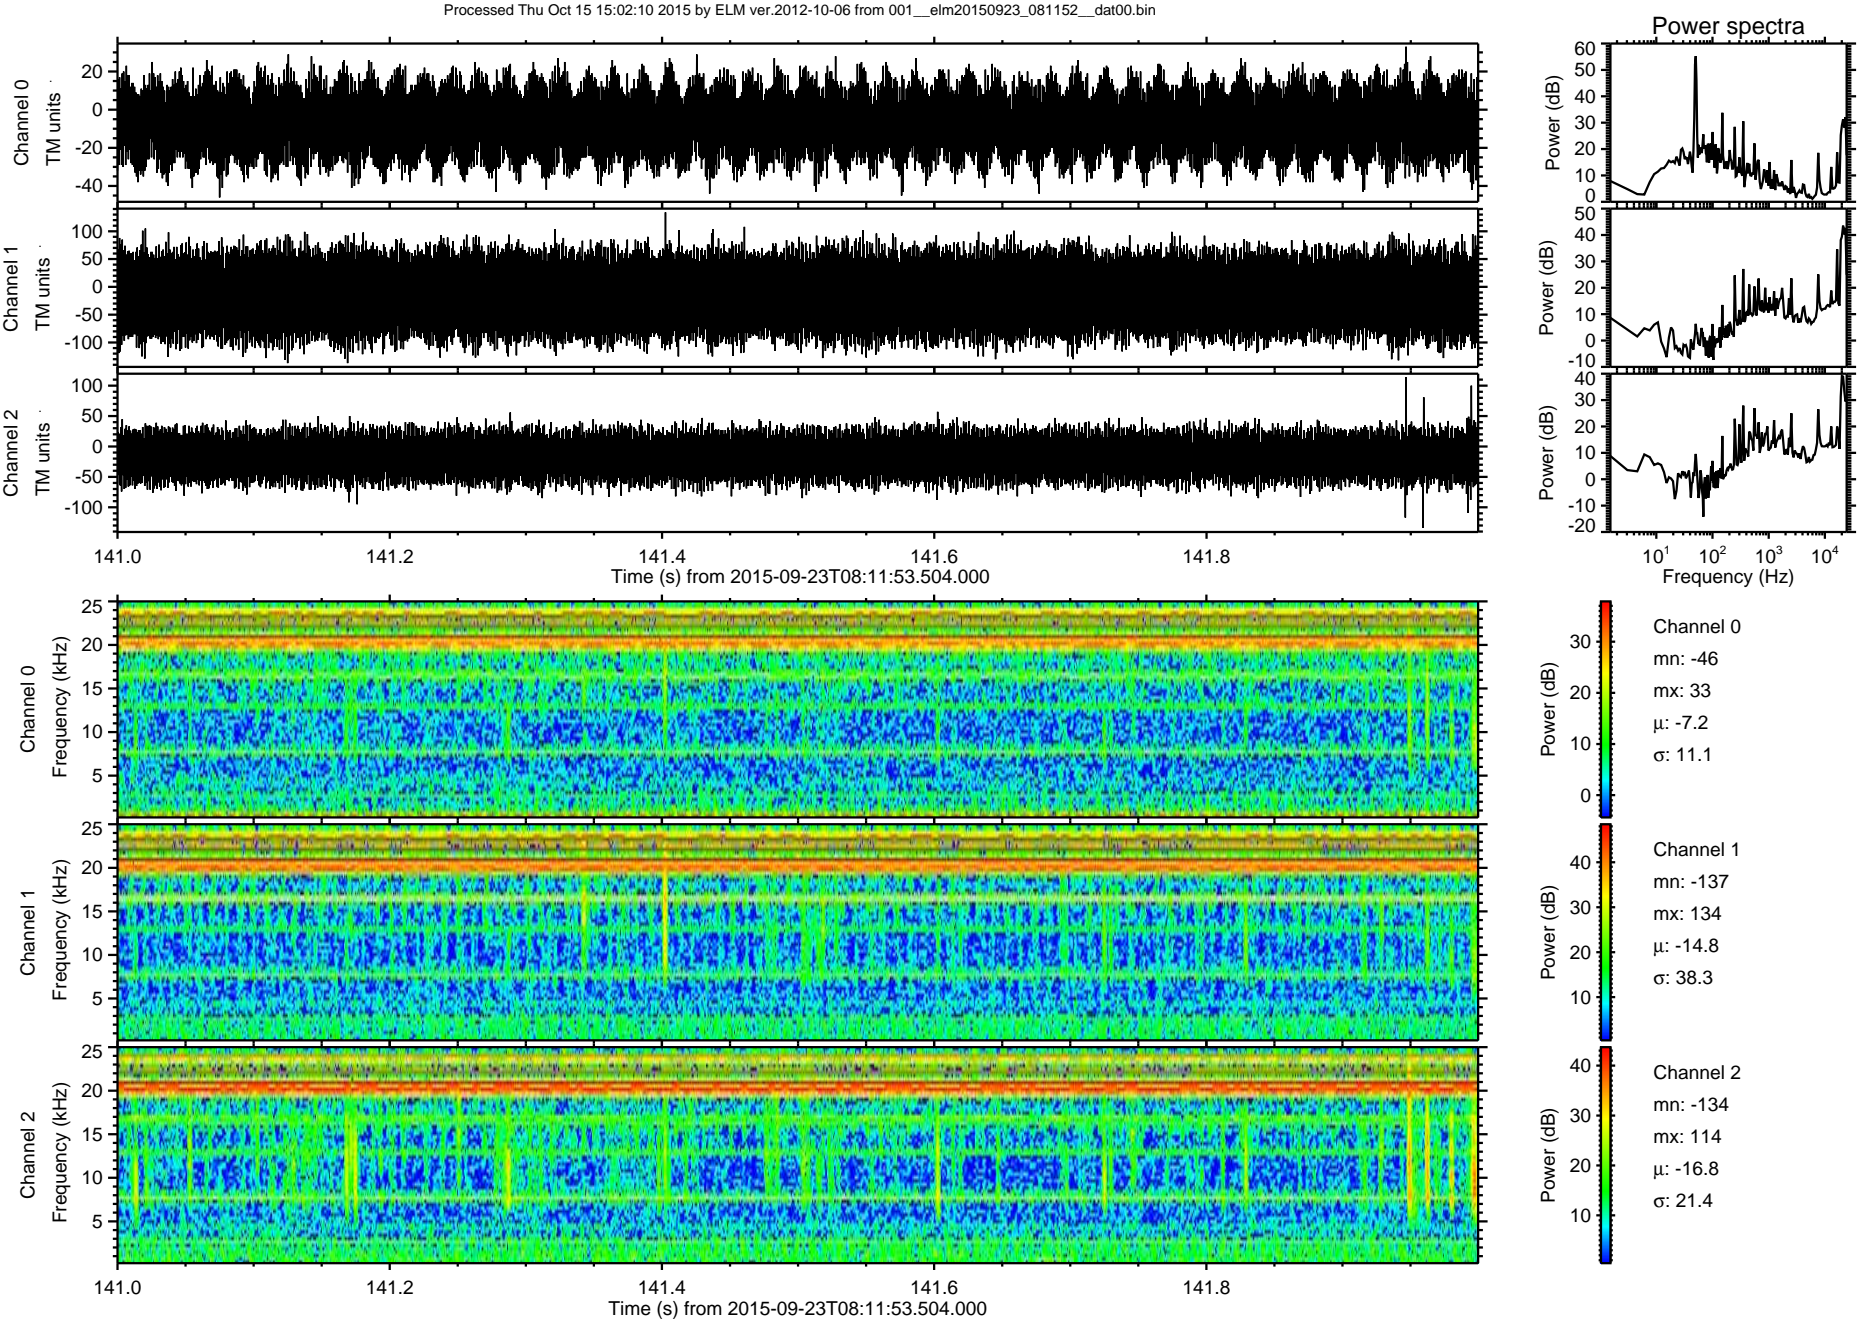 Processed Thu Oct 15 15:02:10 2015 by ELM ver.2012-10-06 from 001__elm20150923_081152__dat00.bin
Power spectra
Channel 0
TM units
20
0
-20
-40
Power (dB)
60
50
40
30
20
10
0
Channel 1
TM units
100
50
0
-50
-100
Power (dB)
50
40
30
20
10
0
-10
Channel 2
TM units
100
50
0
-50
-100
Power (dB)
40
30
20
10
0
-10
-20
141.0 141.2 141.4 141.6 141.8
Time (s) from 2015-09-23T08:11:53.504.000
10¹ 10² 10³ 10⁴
Frequency (Hz)
Channel 0
Frequency (kHz)
25
20
15
10
5
Power (dB)
30
20
10
0
Channel 0
mn: -46
mx: 33
μ: -7.2
σ: 11.1
Channel 1
Frequency (kHz)
25
20
15
10
5
Power (dB)
40
30
20
10
Channel 1
mn: -137
mx: 134
μ: -14.8
σ: 38.3
Channel 2
Frequency (kHz)
25
20
15
10
5
Power (dB)
40
30
20
10
Channel 2
mn: -134
mx: 114
μ: -16.8
σ: 21.4
141.0 141.2 141.4 141.6 141.8
Time (s) from 2015-09-23T08:11:53.504.000